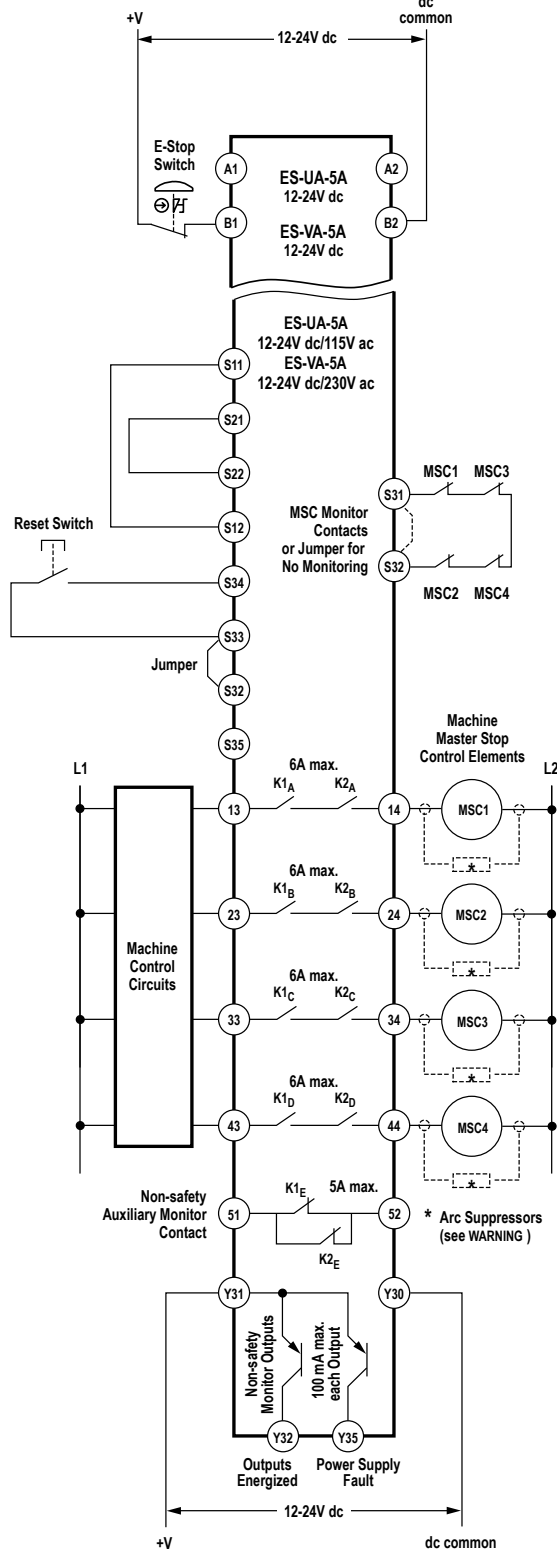 +V
dc
common
12-24V dc
E-Stop
Switch
A1
A2
ES-UA-5A
12-24V dc
B1
B2
ES-VA-5A
12-24V dc
ES-UA-5A
12-24V dc/115V ac
S11
ES-VA-5A
12-24V dc/230V ac
S21
S22
MSC1
MSC3
S31
MSC Monitor
Contacts
or Jumper for
No Monitoring
S12
Reset Switch
S34
S32
MSC2
MSC4
S33
Jumper
S32
S35
Machine
Master Stop
Control Elements
L1
L2
6A max.
13
K1A
K2A
14
MSC1
*
6A max.
23
K1B
K2B
24
MSC2
*
Machine
Control
Circuits
6A max.
33
K1C
K2C
34
MSC3
*
6A max.
43
K1D
K2D
44
MSC4
*
Non-safety
Auxiliary Monitor
Contact
51
K1E
5A max.
52
K2E
* Arc Suppressors
(see WARNING )
Y31
Y30
Non-safety
Monitor Outputs
100 mA max.
each Output
Y32
Y35
Outputs
Energized
Power Supply
Fault
12-24V dc
+V
dc common